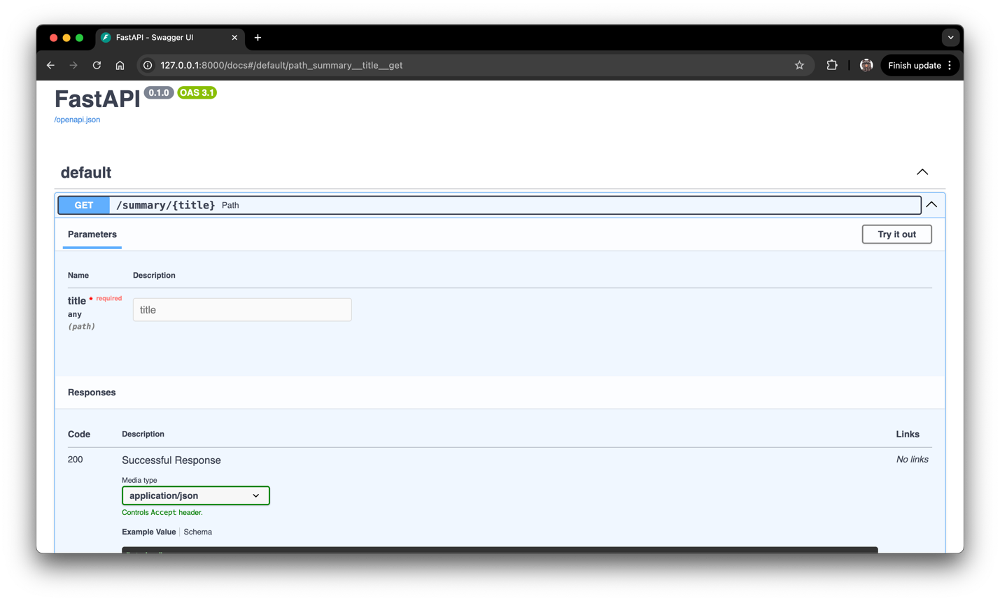 FastAPI - Swagger UI
127.0.0.1:8000/docs#/default/path_summary__title__get
Finish update
FastAPI 0.1.0 OAS 3.1
/openapi.json
default
GET /summary/{title} Path
Parameters
Try it out
Name Description
title * required
any
(path)
title
Responses
Code Description Links
200 Successful Response No links
Media type
application/json
Controls Accept header.
Example Value Schema